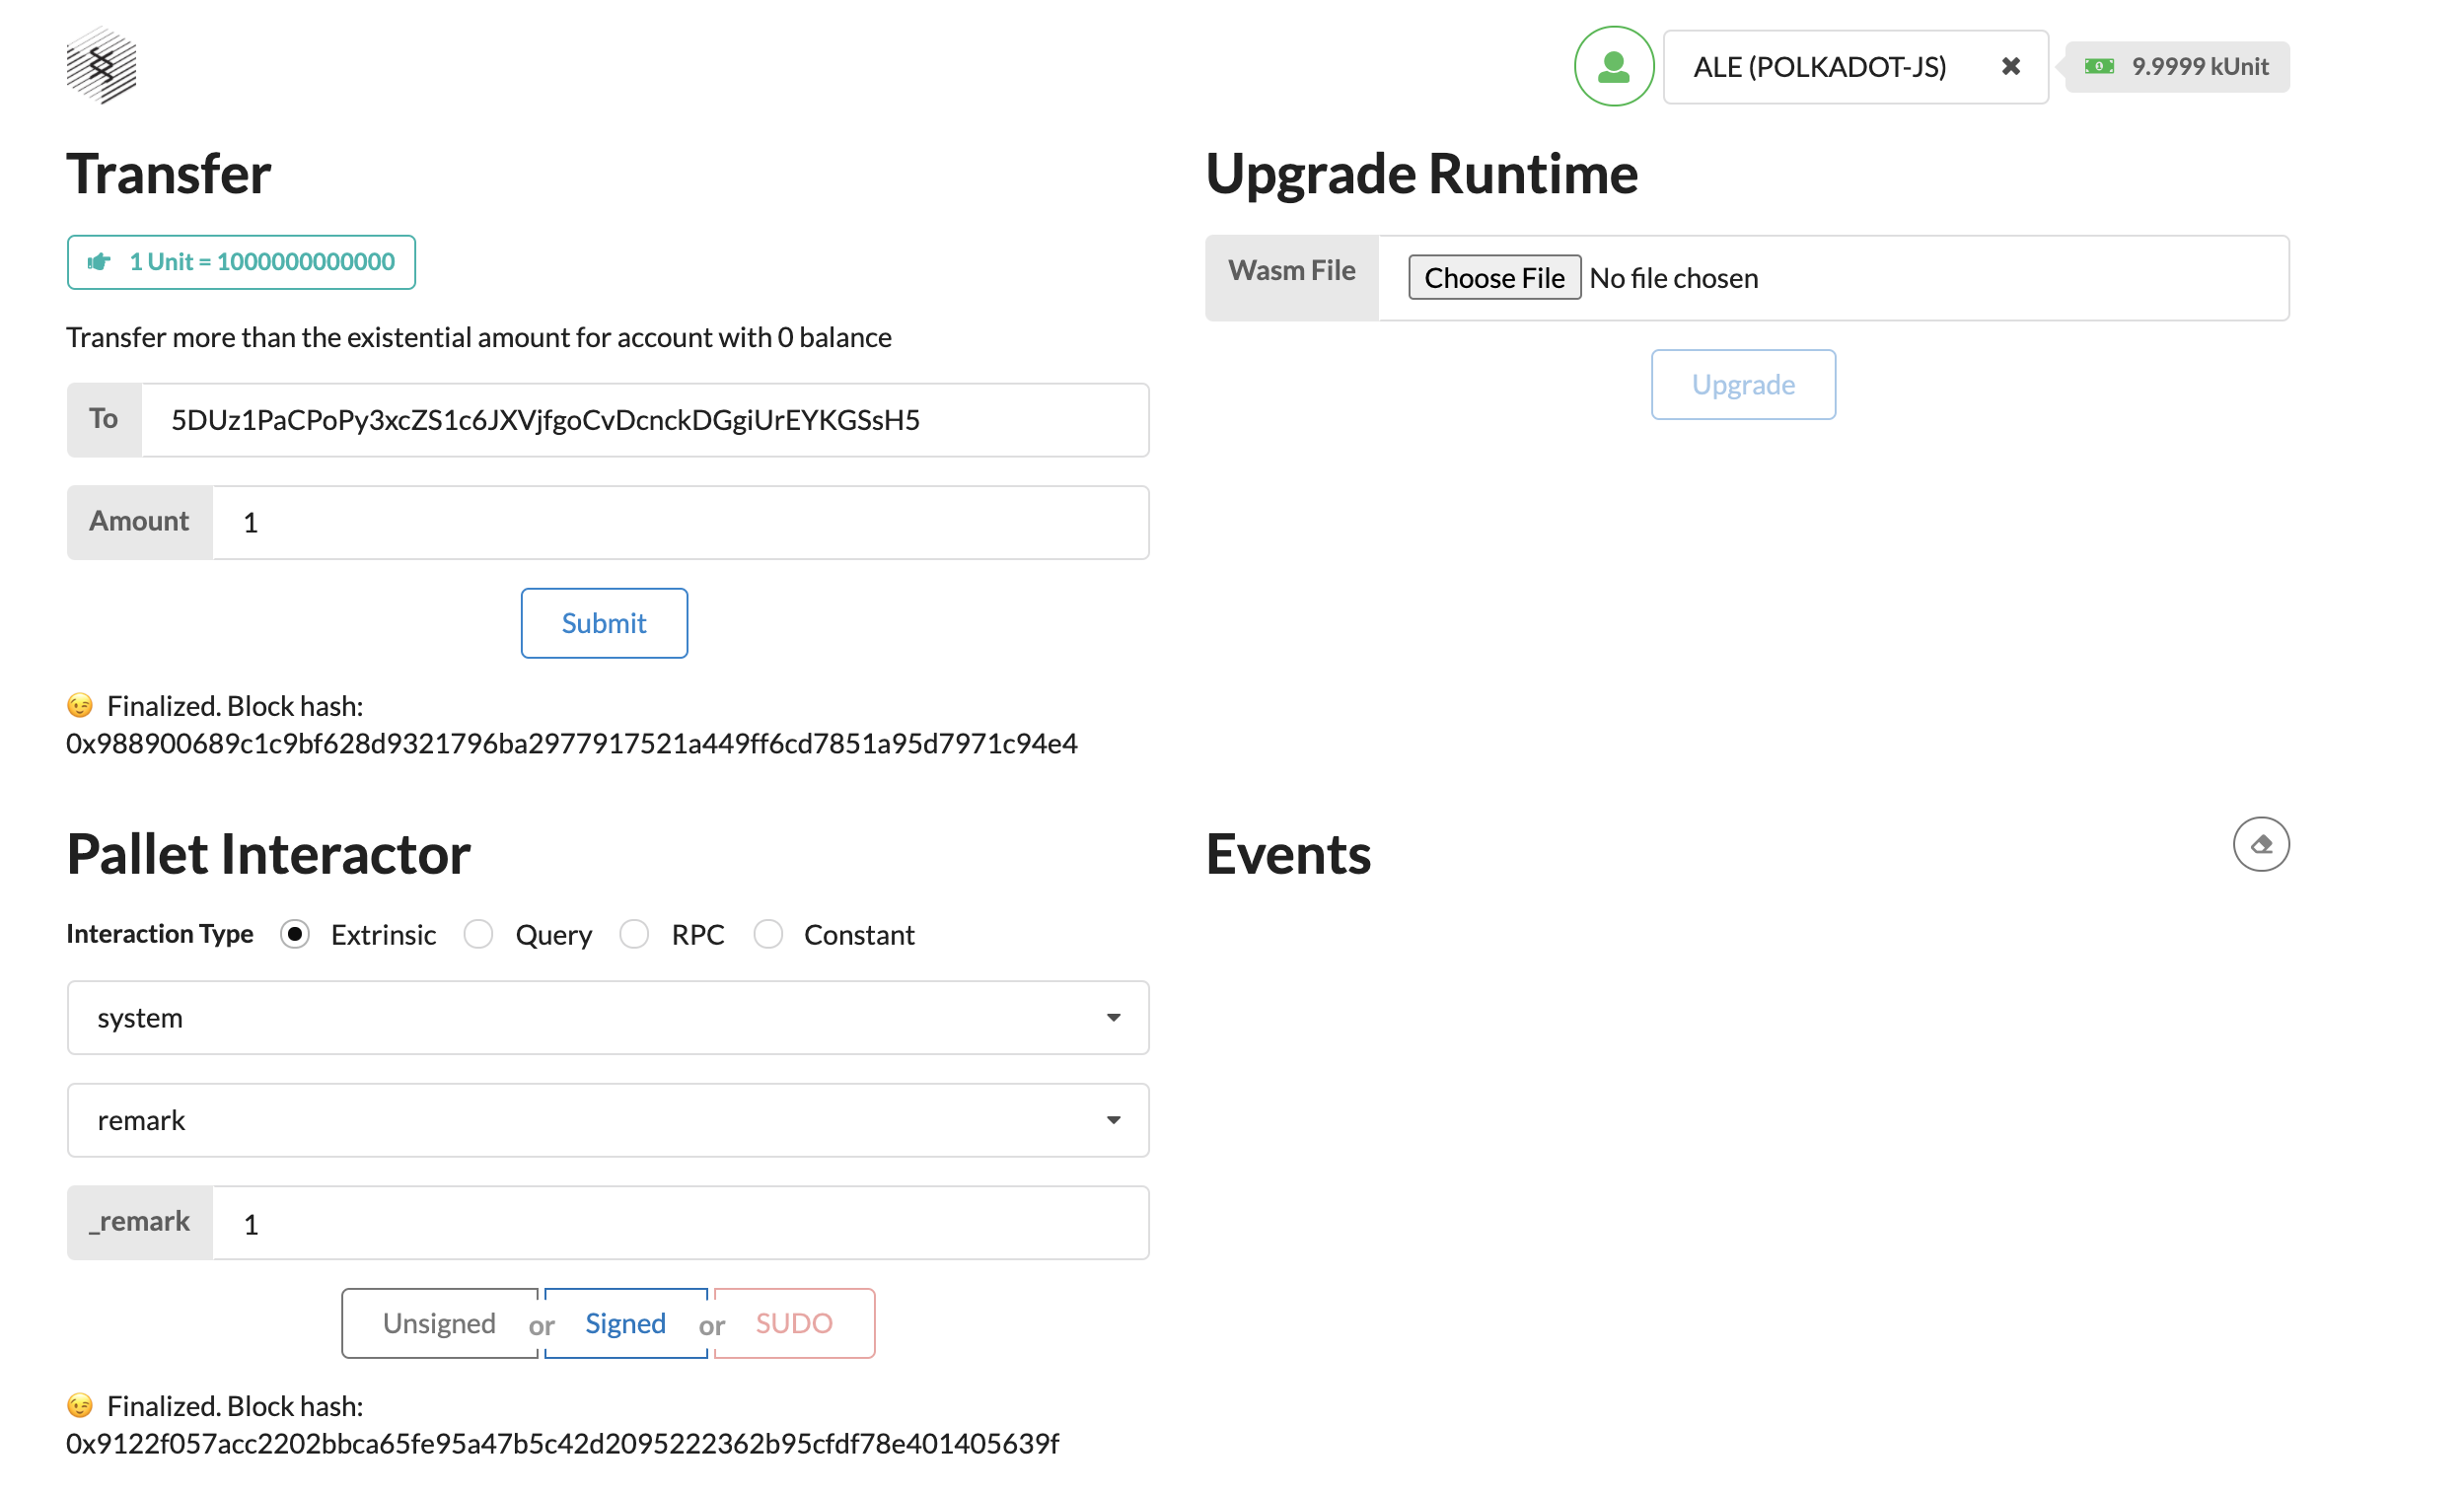 ALE (POLKADOT-JS)
9.9999 kUnit
Transfer
1 Unit = 1000000000000
Transfer more than the existential amount for account with 0 balance
To 5DUz1PaCPoPy3xcZS1c6JXVjfgoCvDcnckDGgiUrEYKGSsH5
Amount 1
Submit
Finalized. Block hash:
0x988900689c1c9bf628d9321796ba2977917521a449ff6cd7851a95d7971c94e4
Upgrade Runtime
Wasm File Choose File No file chosen
Upgrade
Pallet Interactor
Interaction Type Extrinsic Query RPC Constant
system
remark
_remark 1
Unsigned or Signed or SUDO
Finalized. Block hash:
0x9122f057acc2202bbca65fe95a47b5c42d2095222362b95cfdf78e401405639f
Events